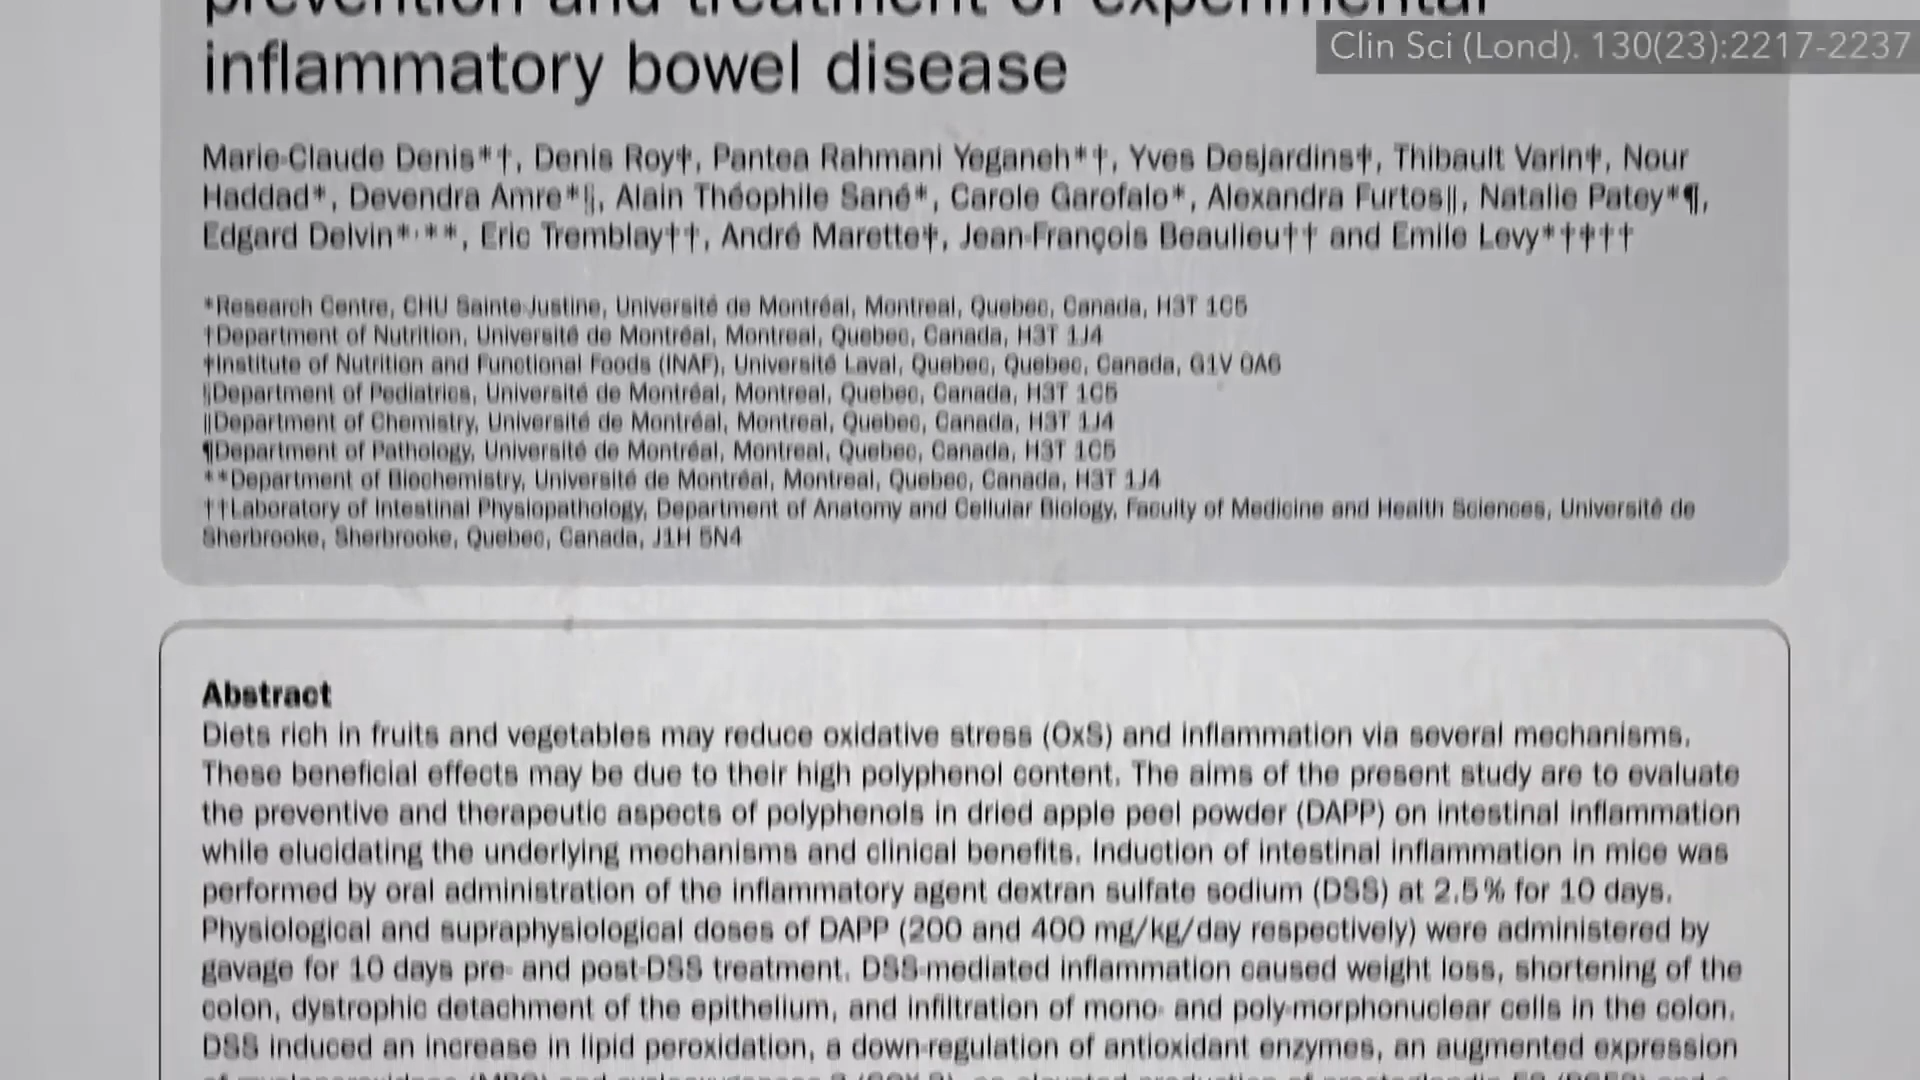 prevention and treatment of experimental
inflammatory bowel disease
Clin Sci (Lond). 130(23):2217-2237
Marie-Claude Denis*†, Denis Roy‡, Pantea Rahmani Yeganeh*†, Yves Desjardins‡, Thibault Varin‡, Nour
Haddad*, Devendra Amre*§, Alain Théophile Sané*, Carole Garofalo*, Alexandra Furtos||, Natalie Patey*¶,
Edgard Delvin*,**, Eric Tremblay††, André Marette‡, Jean-François Beaulieu†† and Emile Levy*†‡††
*Research Centre, CHU Sainte-Justine, Université de Montréal, Montreal, Quebec, Canada, H3T 1C5
†Department of Nutrition, Université de Montréal, Montreal, Quebec, Canada, H3T 1J4
‡Institute of Nutrition and Functional Foods (INAF), Université Laval, Quebec, Quebec, Canada, G1V 0A6
§Department of Pediatrics, Université de Montréal, Montreal, Quebec, Canada, H3T 1C5
||Department of Chemistry, Université de Montréal, Montreal, Quebec, Canada, H3T 1J4
¶Department of Pathology, Université de Montréal, Montreal, Quebec, Canada, H3T 1C5
**Department of Biochemistry, Université de Montréal, Montreal, Quebec, Canada, H3T 1J4
††Laboratory of Intestinal Physiopathology, Department of Anatomy and Cellular Biology, Faculty of Medicine and Health Sciences, Université de
Sherbrooke, Sherbrooke, Quebec, Canada, J1H 5N4
Abstract
Diets rich in fruits and vegetables may reduce oxidative stress (OxS) and inflammation via several mechanisms.
These beneficial effects may be due to their high polyphenol content. The aims of the present study are to evaluate
the preventive and therapeutic aspects of polyphenols in dried apple peel powder (DAPP) on intestinal inflammation
while elucidating the underlying mechanisms and clinical benefits. Induction of intestinal inflammation in mice was
performed by oral administration of the inflammatory agent dextran sulfate sodium (DSS) at 2.5% for 10 days.
Physiological and supraphysiological doses of DAPP (200 and 400 mg/kg/day respectively) were administered by
gavage for 10 days pre- and post-DSS treatment. DSS-mediated inflammation caused weight loss, shortening of the
colon, dystrophic detachment of the epithelium, and infiltration of mono- and poly-morphonuclear cells in the colon.
DSS induced an increase in lipid peroxidation, a down-regulation of antioxidant enzymes, an augmented expression